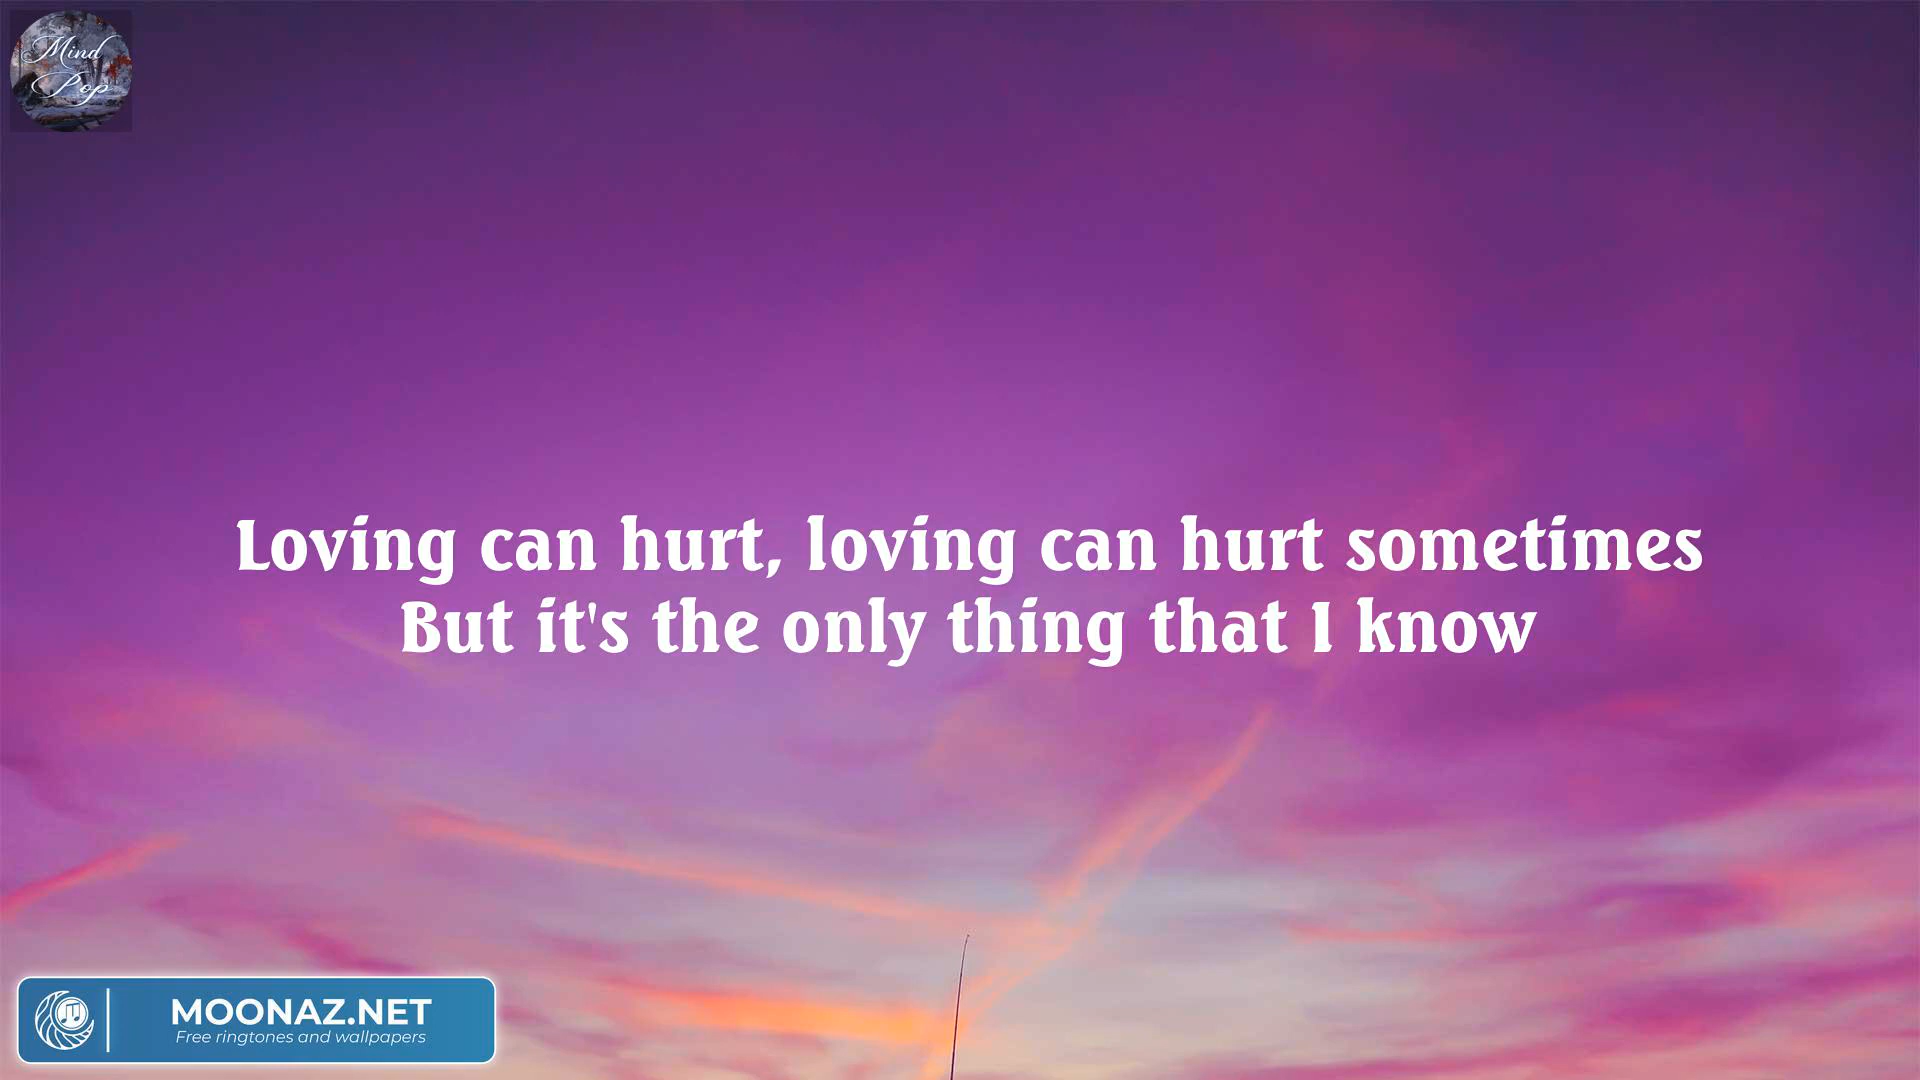 Mind
Pop
Loving can hurt, loving can hurt sometimes
But it's the only thing that I know
MOONAZ.NET
Free ringtones and wallpapers